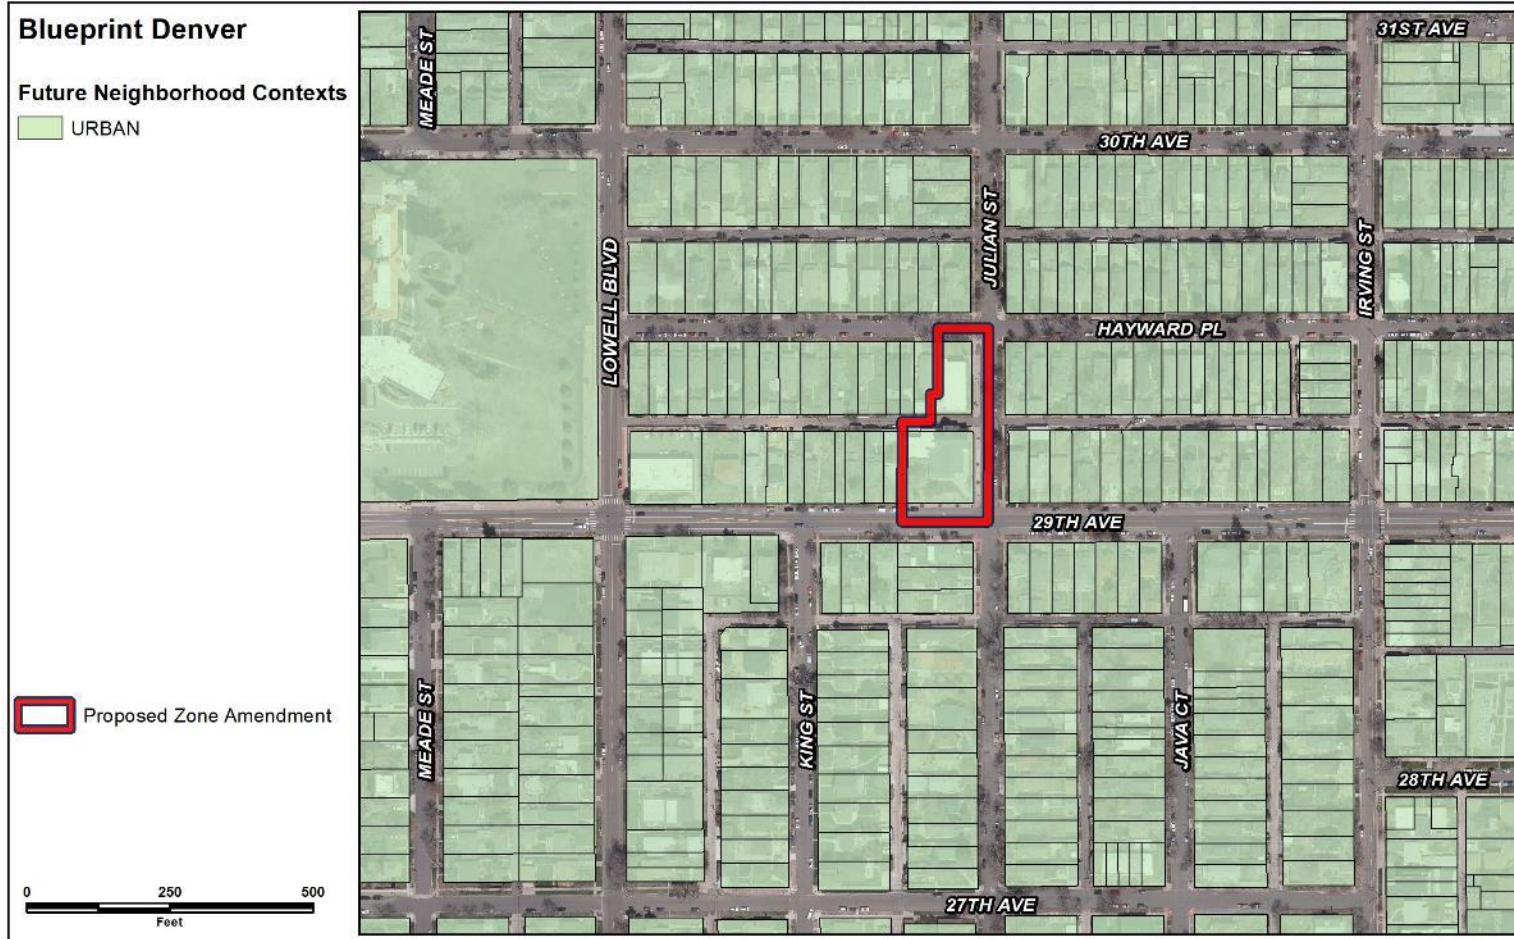 Blueprint Denver
Future Neighborhood Contexts
URBAN
Proposed Zone Amendment
0 250 500
Feet
31ST AVE
MEADE ST
30TH AVE
JULIAN ST
LOWELL BLVD
IRVING ST
HAYWARD PL
29TH AVE
MEADE ST
KING ST
JAVA CT
28TH AVE
27TH AVE